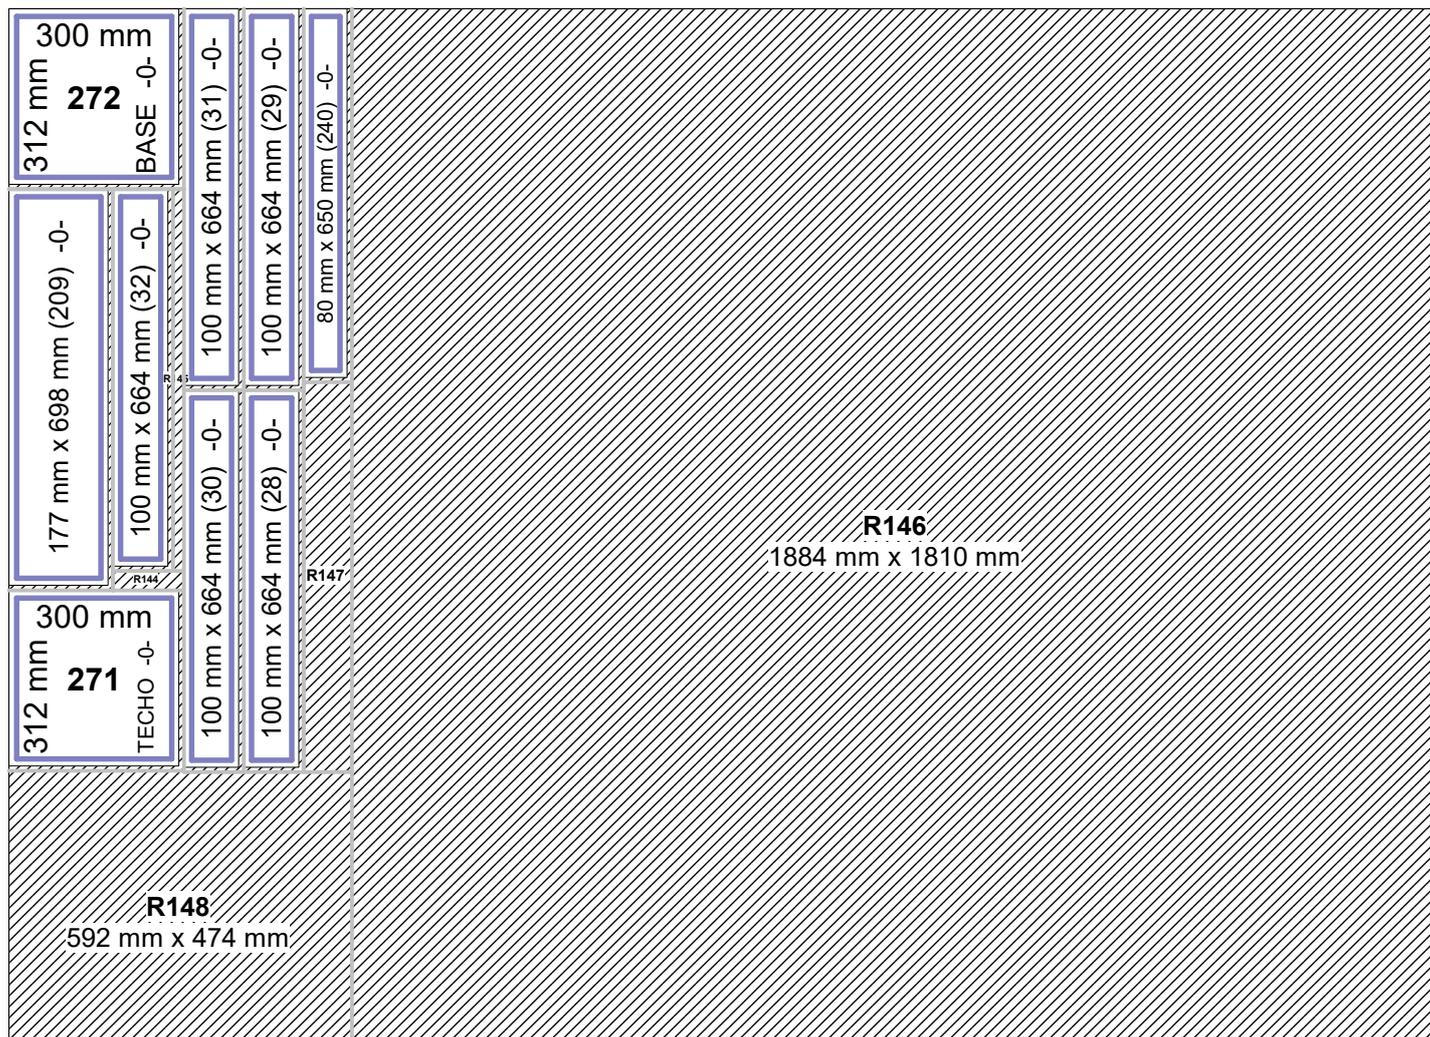 300 mm
312 mm
272
BASE -0-
100 mm x 664 mm (31) -0-
100 mm x 664 mm (29) -0-
80 mm x 650 mm (240) -0-
177 mm x 698 mm (209) -0-
100 mm x 664 mm (32) -0-
R145
100 mm x 664 mm (30) -0-
100 mm x 664 mm (28) -0-
R147
R144
R146
1884 mm x 1810 mm
300 mm
312 mm
271
TECHO -0-
R148
592 mm x 474 mm